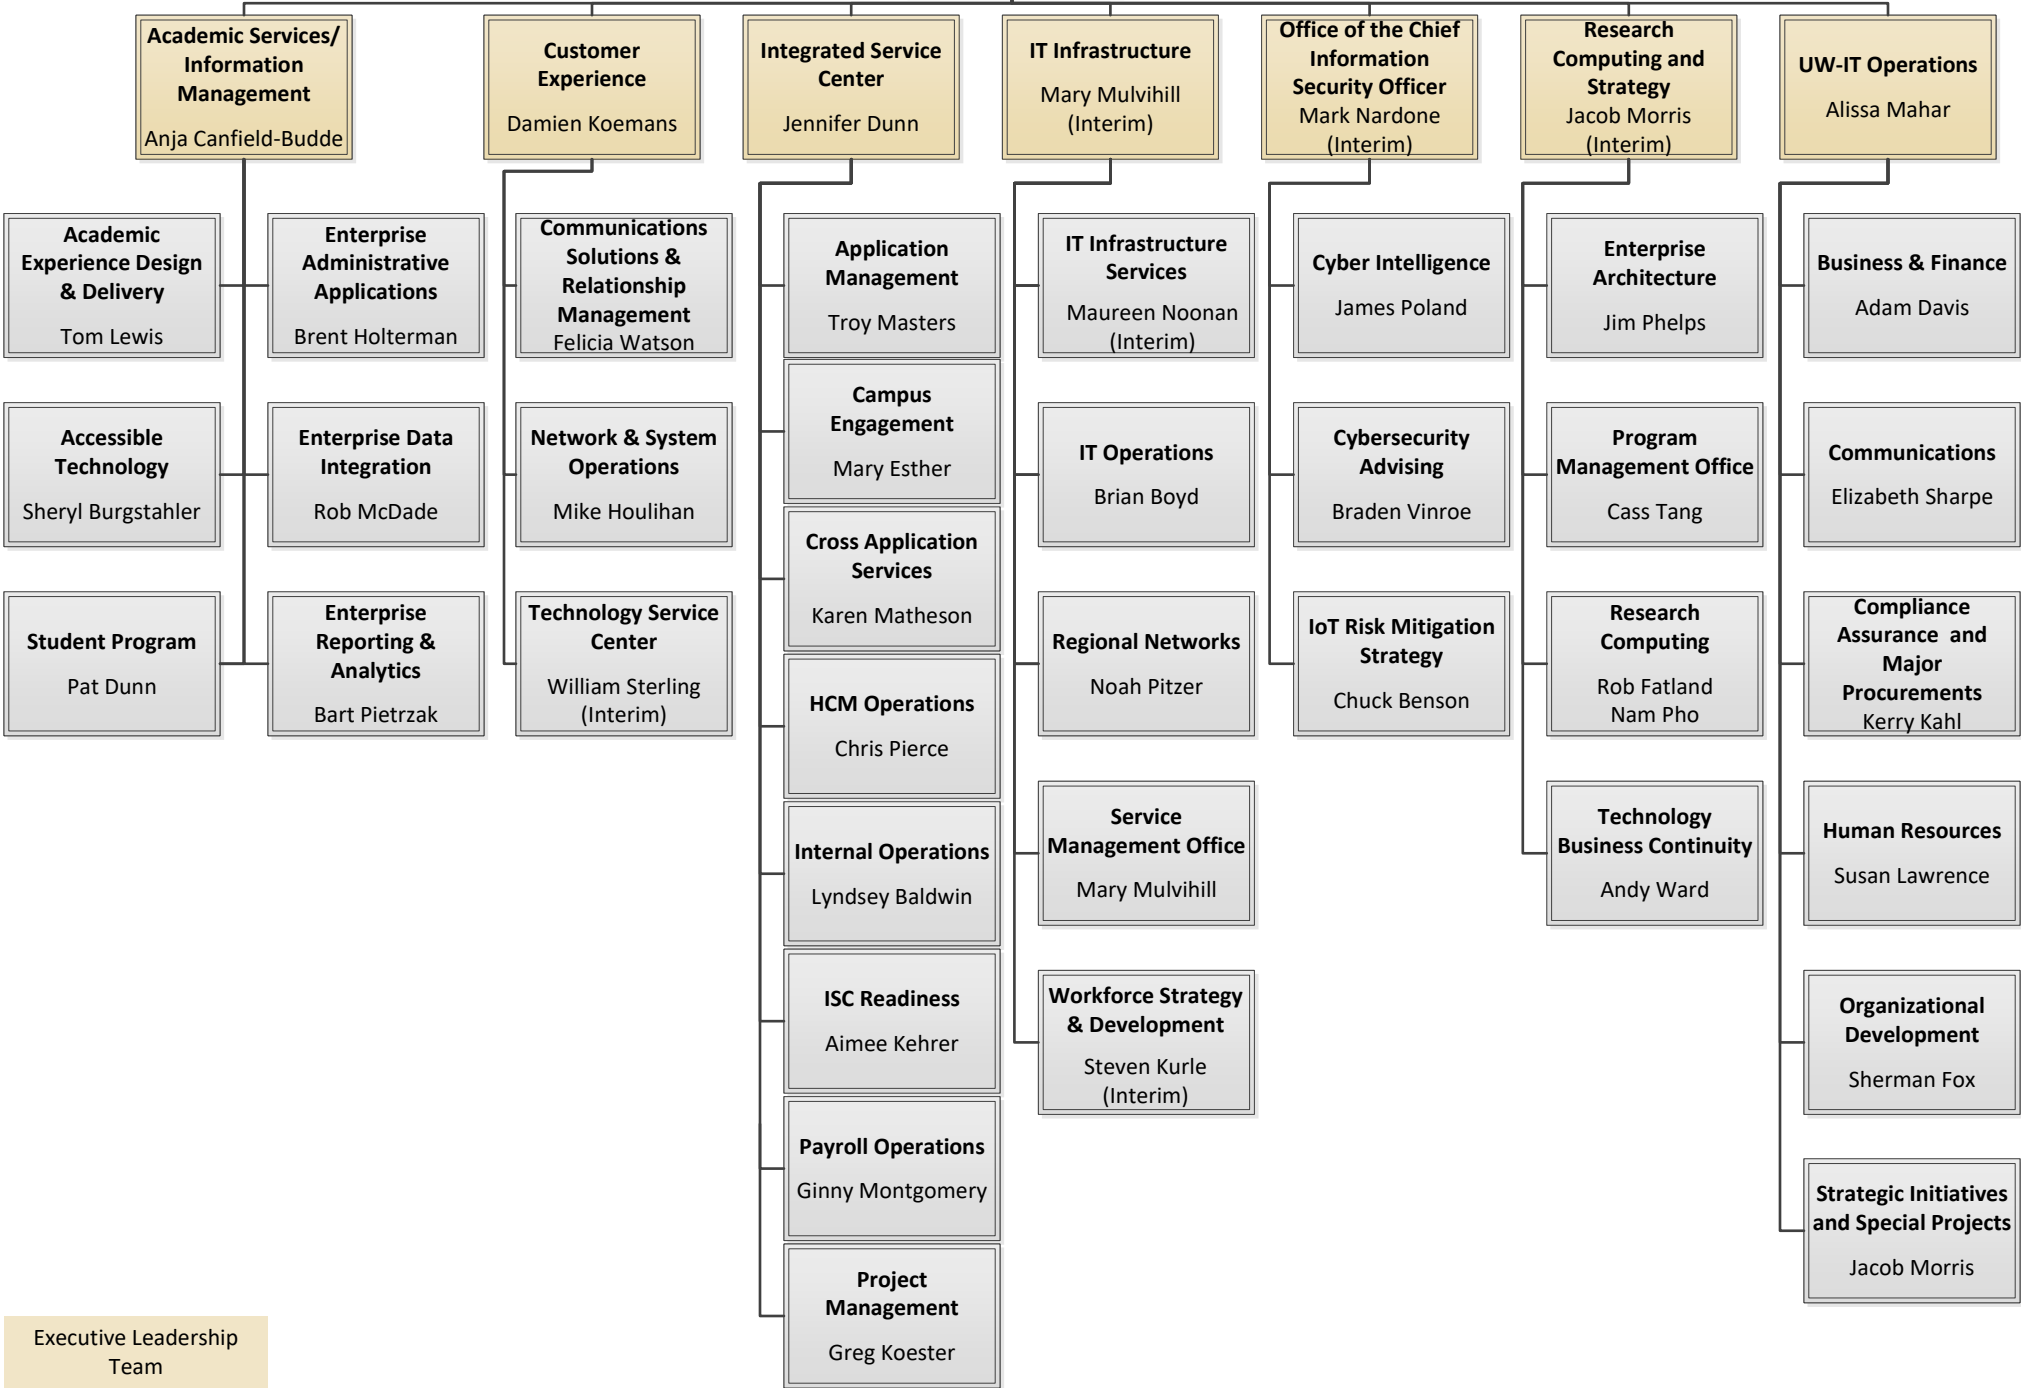 Academic Services/
Information
Management
Anja Canfield-Budde
Customer
Experience
Damien Koemans
Integrated Service
Center
Jennifer Dunn
IT Infrastructure
Mary Mulvihill
(Interim)
Office of the Chief
Information
Security Officer
Mark Nardone
(Interim)
Research
Computing and
Strategy
Jacob Morris
(Interim)
UW-IT Operations
Alissa Mahar
Academic
Experience Design
& Delivery
Tom Lewis
Accessible
Technology
Sheryl Burgstahler
Student Program
Pat Dunn
Enterprise
Administrative
Applications
Brent Holterman
Enterprise Data
Integration
Rob McDade
Enterprise
Reporting &
Analytics
Bart Pietrzak
Communications
Solutions &
Relationship
Management
Felicia Watson
Network & System
Operations
Mike Houlihan
Technology Service
Center
William Sterling
(Interim)
Application
Management
Troy Masters
Campus
Engagement
Mary Esther
Cross Application
Services
Karen Matheson
HCM Operations
Chris Pierce
Internal Operations
Lyndsey Baldwin
ISC Readiness
Aimee Kehrer
Payroll Operations
Ginny Montgomery
Project
Management
Greg Koester
IT Infrastructure
Services
Maureen Noonan
(Interim)
IT Operations
Brian Boyd
Regional Networks
Noah Pitzer
Service
Management Office
Mary Mulvihill
Workforce Strategy
& Development
Steven Kurle
(Interim)
Cyber Intelligence
James Poland
Cybersecurity
Advising
Braden Vinroe
IoT Risk Mitigation
Strategy
Chuck Benson
Enterprise
Architecture
Jim Phelps
Program
Management Office
Cass Tang
Research
Computing
Rob Fatland
Nam Pho
Technology
Business Continuity
Andy Ward
Business & Finance
Adam Davis
Communications
Elizabeth Sharpe
Compliance
Assurance and
Major
Procurements
Kerry Kahl
Human Resources
Susan Lawrence
Organizational
Development
Sherman Fox
Strategic Initiatives
and Special Projects
Jacob Morris
Executive Leadership
Team